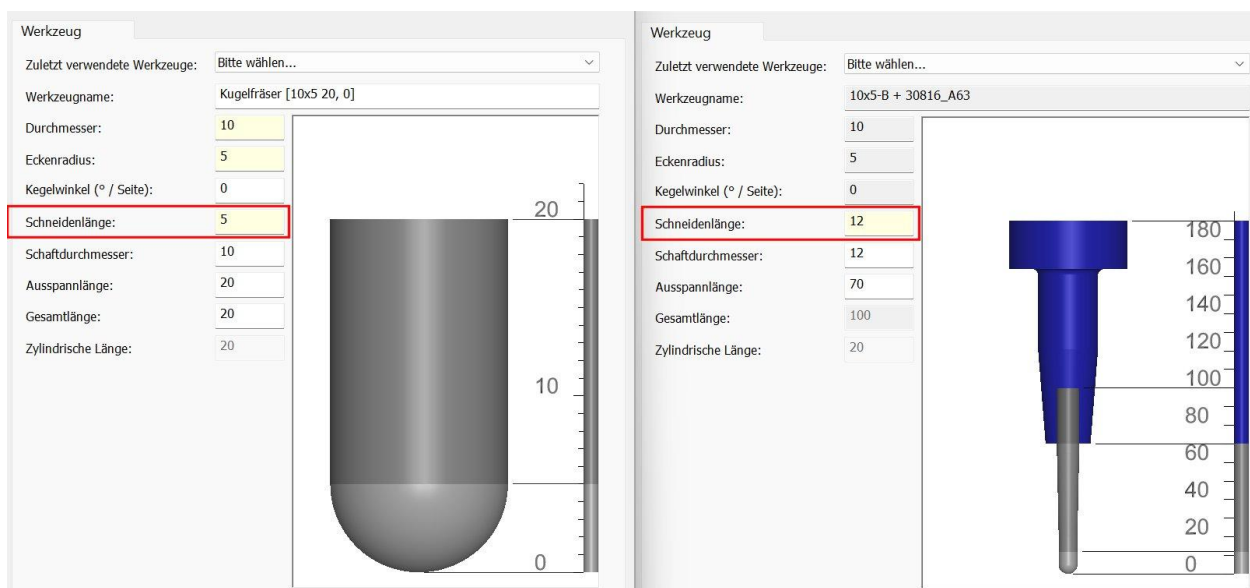 Werkzeug
Zuletzt verwendete Werkzeuge: Bitte wählen...
Werkzeugname: Kugelfräser [10x5 20, 0]
Durchmesser: 10
Eckenradius: 5
Kegelwinkel (° / Seite): 0
Schneidenlänge: 5
Schaftdurchmesser: 10
Ausspannlänge: 20
Gesamtlänge: 20
Zylindrische Länge: 20
20
10
0
Werkzeug
Zuletzt verwendete Werkzeuge: Bitte wählen...
Werkzeugname: 10x5-B + 30816_A63
Durchmesser: 10
Eckenradius: 5
Kegelwinkel (° / Seite): 0
Schneidenlänge: 12
Schaftdurchmesser: 12
Ausspannlänge: 70
Gesamtlänge: 100
Zylindrische Länge: 20
180
160
140
120
100
80
60
40
20
0